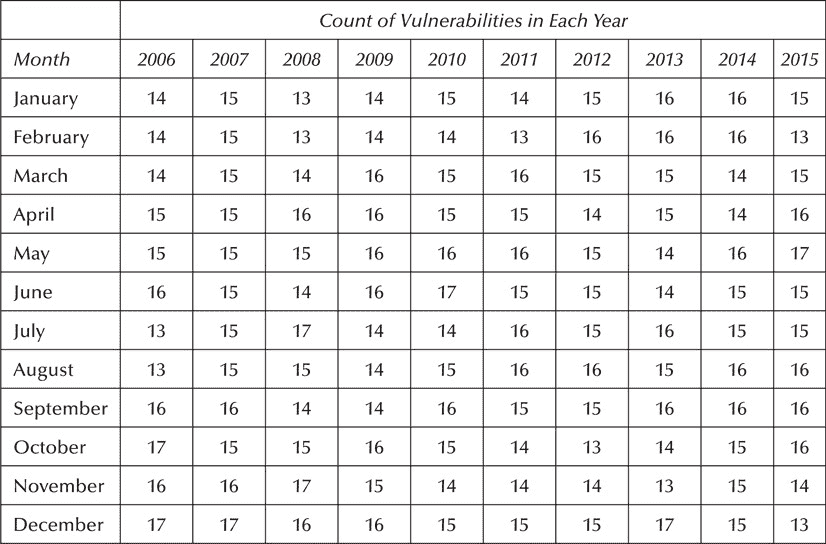 Count of Vulnerabilities in Each Year
Month 2006 2007 2008 2009 2010 2011 2012 2013 2014 2015
January 14 15 13 14 15 14 15 16 16 15
February 14 15 13 14 14 13 16 16 16 13
March 14 15 14 16 15 16 15 15 14 15
April 15 15 16 16 15 15 14 15 14 16
May 15 15 15 16 16 16 15 14 16 17
June 16 15 14 16 17 15 15 14 15 15
July 13 15 17 14 14 16 15 16 15 15
August 13 15 15 14 15 16 16 15 16 16
September 16 16 14 14 16 15 15 16 16 16
October 17 15 15 16 15 14 13 14 15 16
November 16 16 17 15 14 14 14 13 15 14
December 17 17 16 16 15 15 15 17 15 13